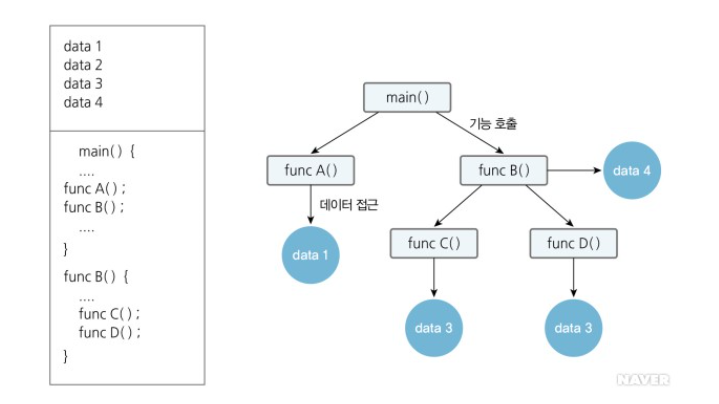 data 1
data 2
data 3
data 4
main() {
....
func A() ;
func B() ;
....
}
func B() {
....
func C() ;
func D() ;
}
main()
기능 호출
func A()
func B()
data 4
데이터 접근
data 1
func C()
func D()
data 3
data 3
NAVER